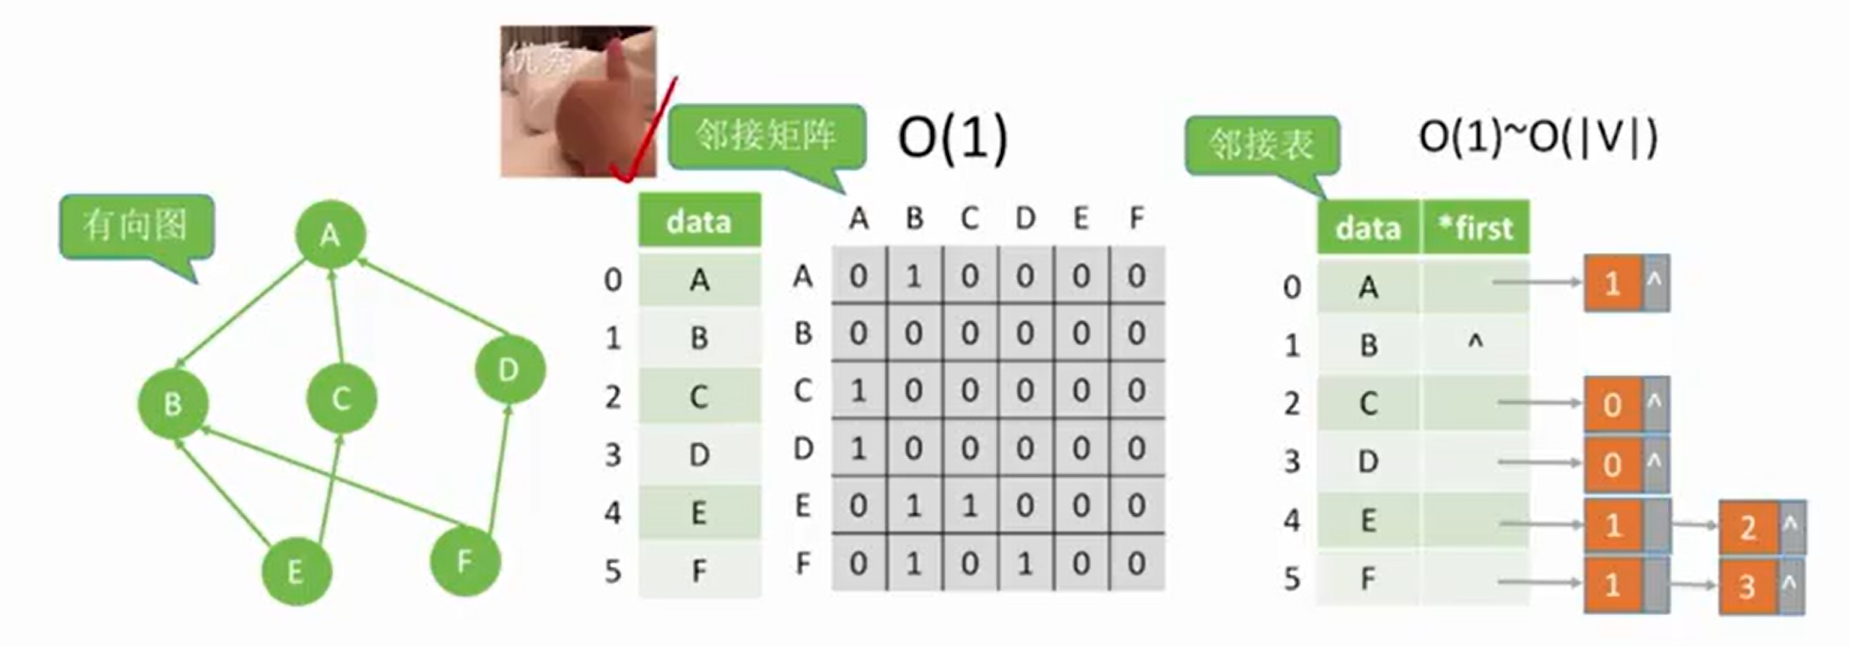 优秀
邻接矩阵
O(1)
邻接表
O(1)~O(|V|)
有向图
A
B
C
D
E
F
data
0 A
1 B
2 C
3 D
4 E
5 F
A B C D E F
A 0 1 0 0 0 0
B 0 0 0 0 0 0
C 1 0 0 0 0 0
D 1 0 0 0 0 0
E 0 1 1 0 0 0
F 0 1 0 1 0 0
data *first
0 A 1 ^
1 B ^
2 C 0 ^
3 D 0 ^
4 E 1 2 ^
5 F 1 3 ^